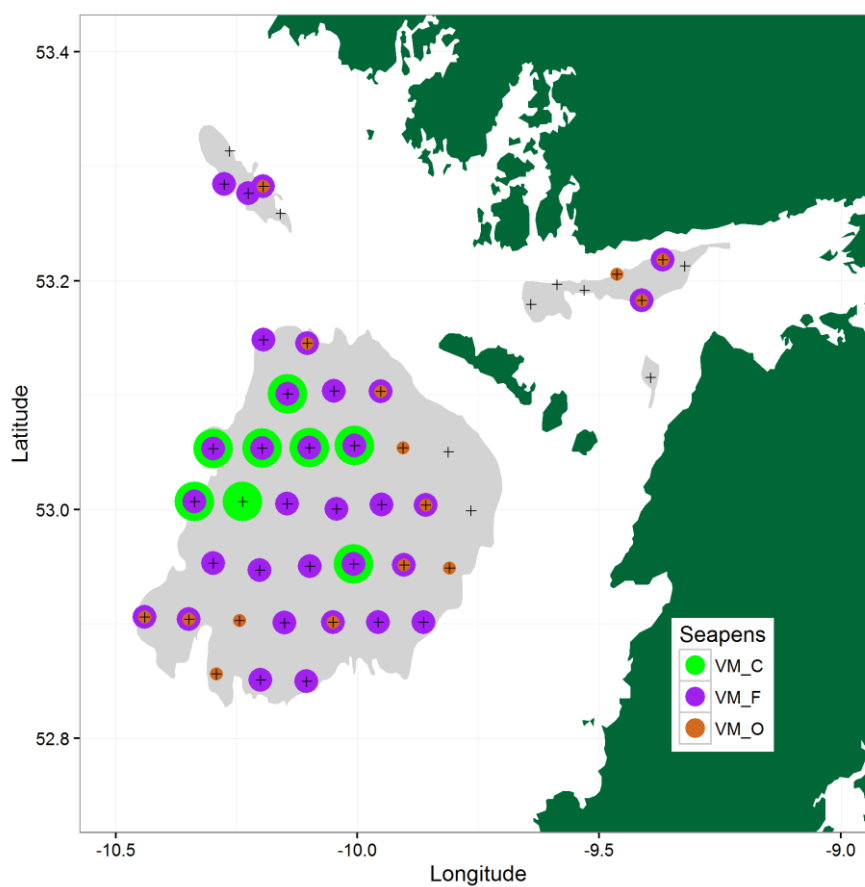 53.4
53.2
53.0
52.8
Latitude
Seapens
VM_C
VM_F
VM_O
-10.5
-10.0
-9.5
-9.0
Longitude